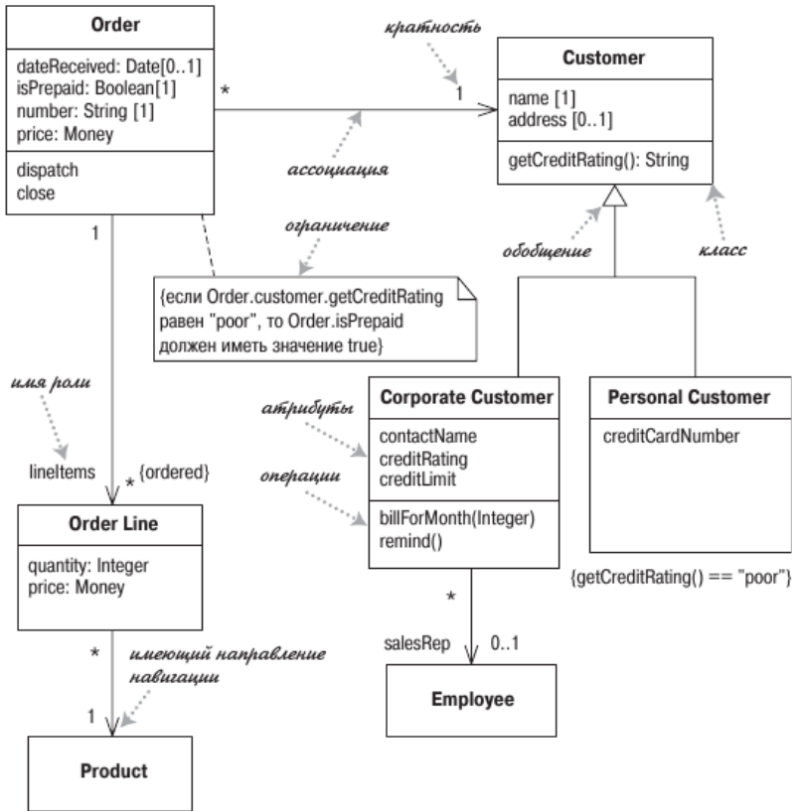 Order
dateReceived: Date[0..1]
isPrepaid: Boolean[1]
number: String [1]
price: Money
dispatch
close
*
кратность
1
ассоциация
Customer
name [1]
address [0..1]
getCreditRating(): String
обобщение
класс
1
ограничение
{если Order.customer.getCreditRating
равен "poor", то Order.isPrepaid
должен иметь значение true}
имя роли
lineItems
* {ordered}
атрибуты
операции
Corporate Customer
contactName
creditRating
creditLimit
billForMonth(Integer)
remind()
Personal Customer
creditCardNumber
{getCreditRating() == "poor"}
Order Line
quantity: Integer
price: Money
*
имеющий направление
навигации
1
Product
*
salesRep
0..1
Employee